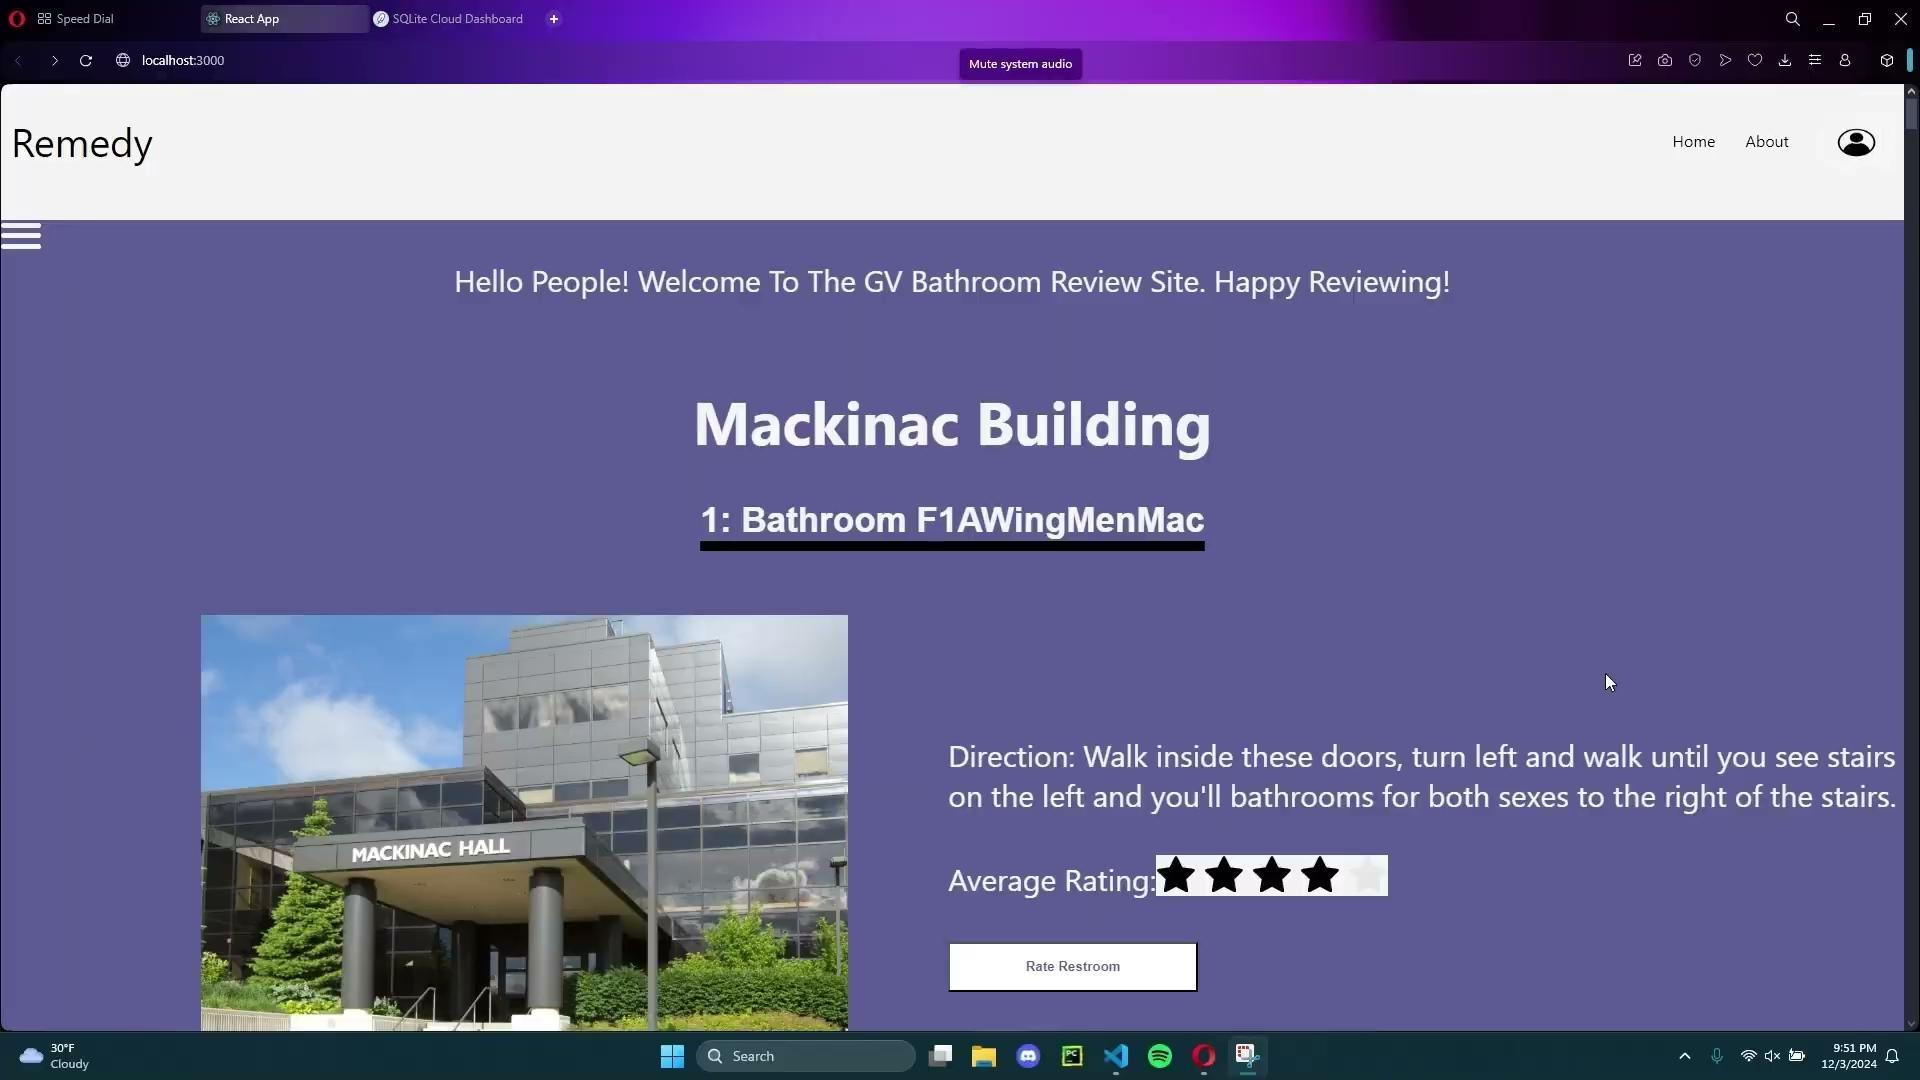 Speed Dial
React App
SQLite Cloud Dashboard
localhost:3000
Mute system audio
Remedy
Home
About
Hello People! Welcome To The GV Bathroom Review Site. Happy Reviewing!
Mackinac Building
1: Bathroom F1AWingMenMac
MACKINAC HALL
Direction: Walk inside these doors, turn left and walk until you see stairs
on the left and you'll bathrooms for both sexes to the right of the stairs.
Average Rating:
Rate Restroom
30°F
Cloudy
Search
PC
9:51 PM
12/3/2024